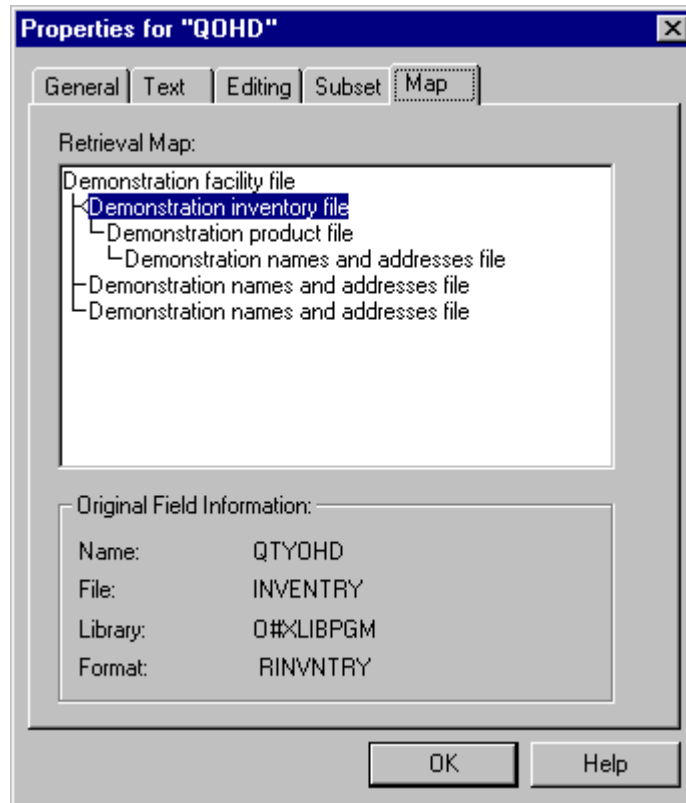 Properties for "QOHD"
General Text Editing Subset Map
Retrieval Map:
Demonstration facility file
Demonstration inventory file
Demonstration product file
Demonstration names and addresses file
Demonstration names and addresses file
Demonstration names and addresses file
Original Field Information:
Name: QTYOHD
File: INVENTRY
Library: O#XLIBPGM
Format: RINVNTRY
OK Help